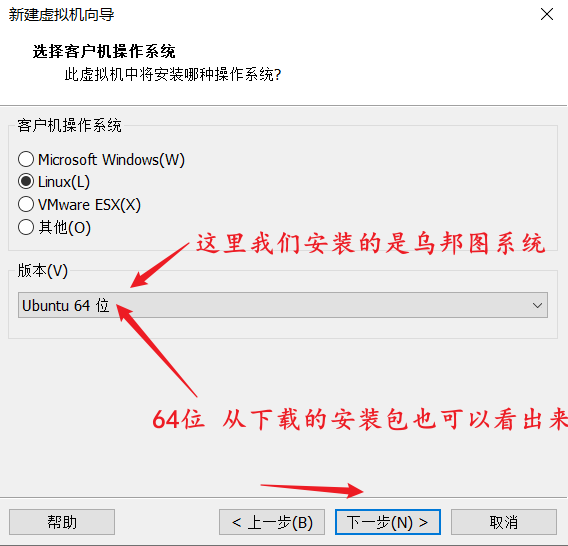 新建虚拟机向导
选择客户机操作系统
此虚拟机中将安装哪种操作系统?
客户机操作系统
Microsoft Windows(W)
Linux(L)
VMware ESX(X)
其他(O)
这里我们安装的是乌邦图系统
版本(V)
Ubuntu 64 位
64位 从下载的安装包也可以看出来
帮助
< 上一步(B)
下一步(N) >
取消